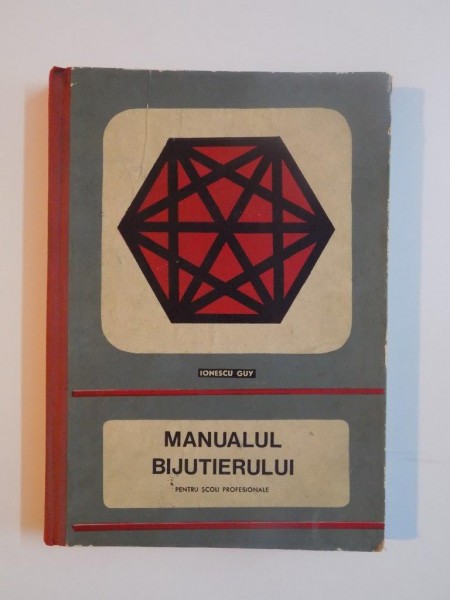 IONESCU GUY
MANUALUL
BIJUTIERULUI
PENTRU ȘCOLI PROFESIONALE